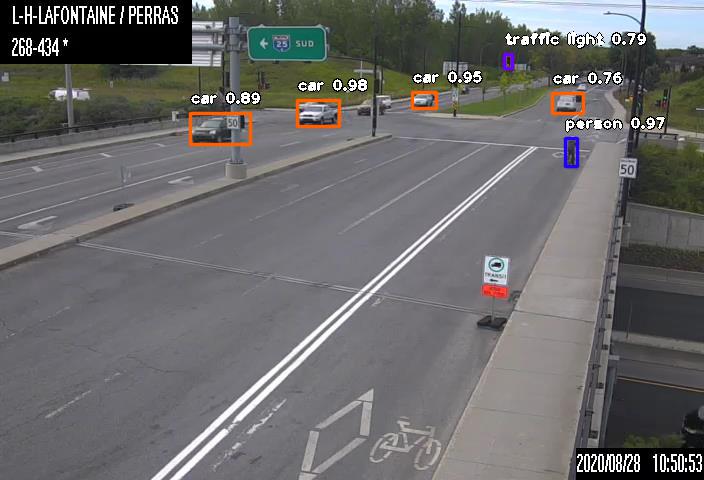 L-H-LAFONTAINE / PERRAS
268-434 *
25 SUD
traffic light 0.79
car 0.89
car 0.98
car 0.95
car 0.76
person 0.97
50
50
TRANSIT
2020/08/28 10:50:53